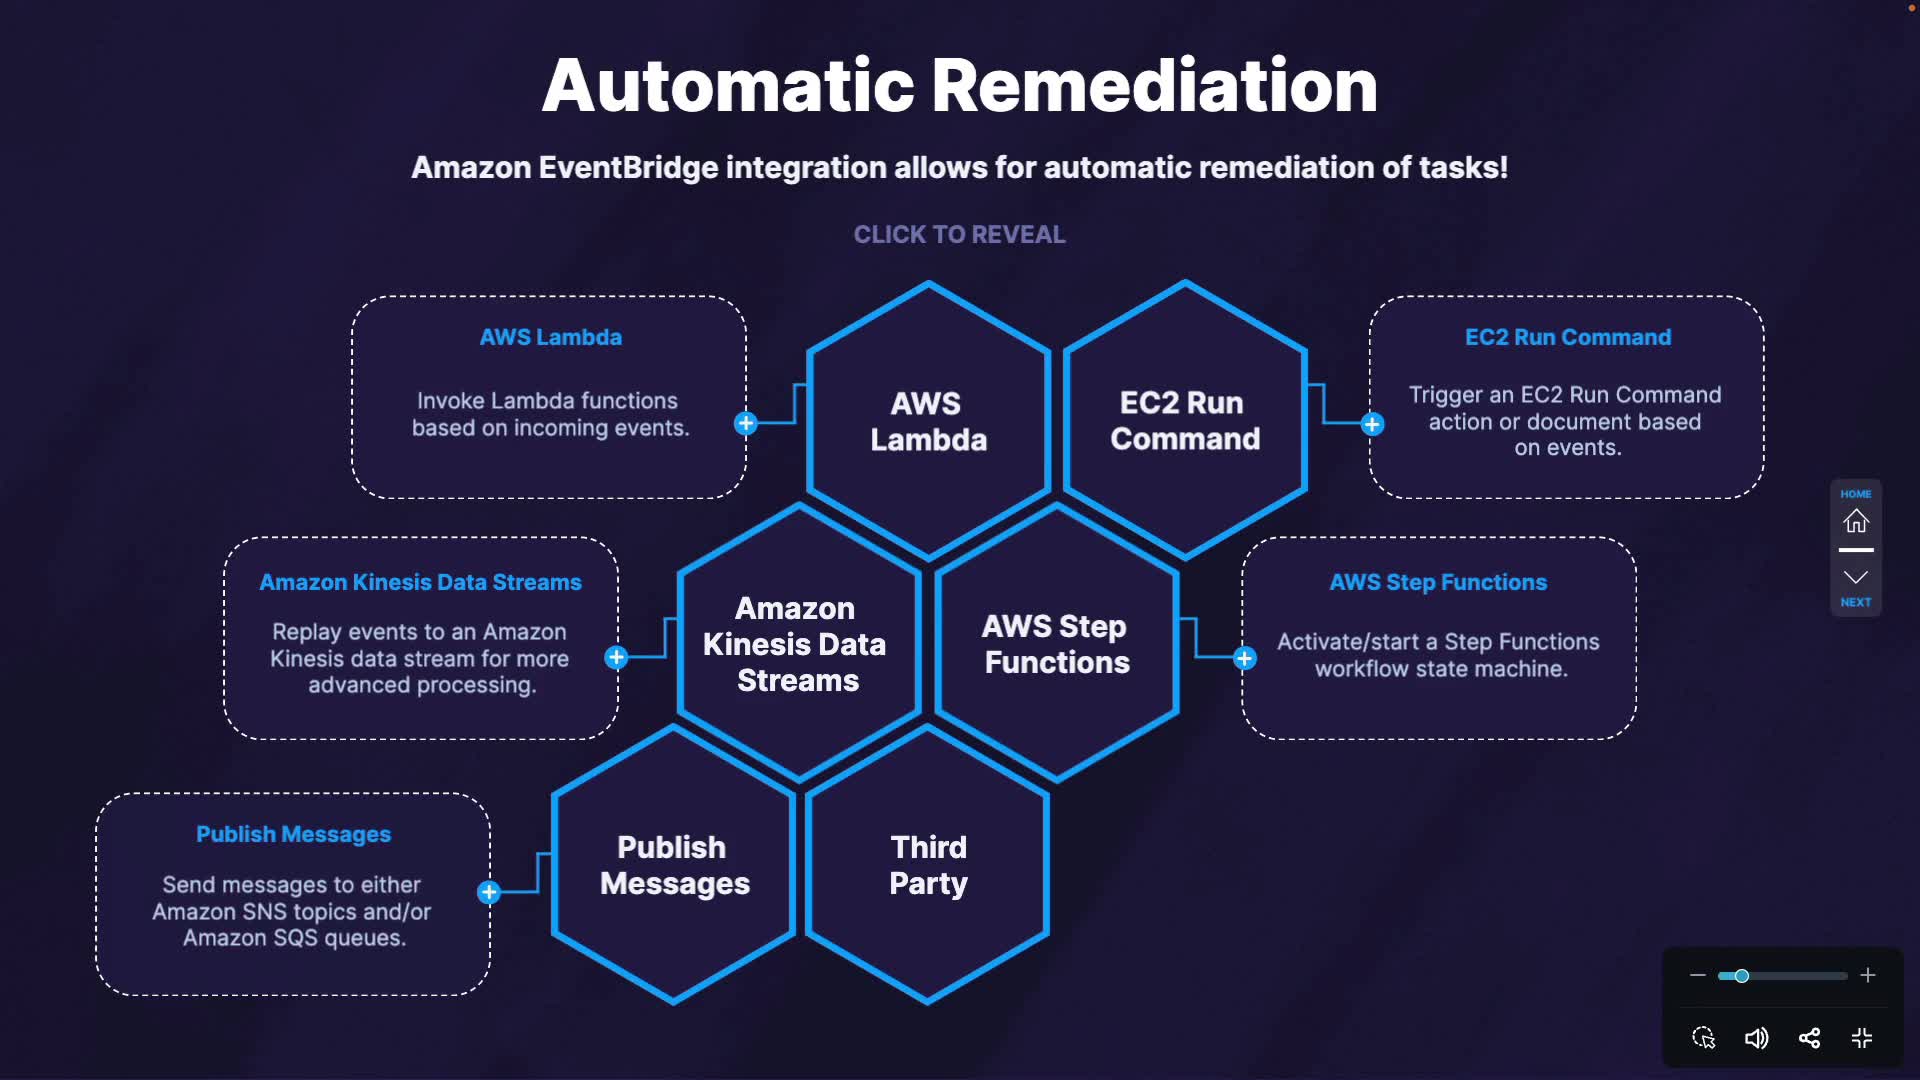 Automatic Remediation
Amazon EventBridge integration allows for automatic remediation of tasks!
CLICK TO REVEAL
AWS Lambda
Invoke Lambda functions
based on incoming events.
AWS
Lambda
EC2 Run
Command
EC2 Run Command
Trigger an EC2 Run Command
action or document based
on events.
Amazon Kinesis Data Streams
Replay events to an Amazon
Kinesis data stream for more
advanced processing.
Amazon
Kinesis Data
Streams
AWS Step
Functions
AWS Step Functions
Activate/start a Step Functions
workflow state machine.
Publish Messages
Send messages to either
Amazon SNS topics and/or
Amazon SQS queues.
Publish
Messages
Third
Party
HOME
NEXT